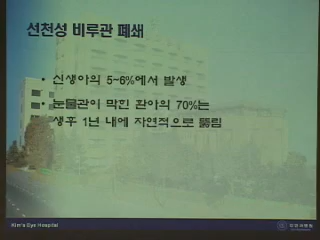 선천성 비루관 폐쇄
• 신생아의 5~6%에서 발생
• 눈물관이 막힌 환아의 70%는
생후 1년 내에 자연적으로 뚫림
Kim's Eye Hospital